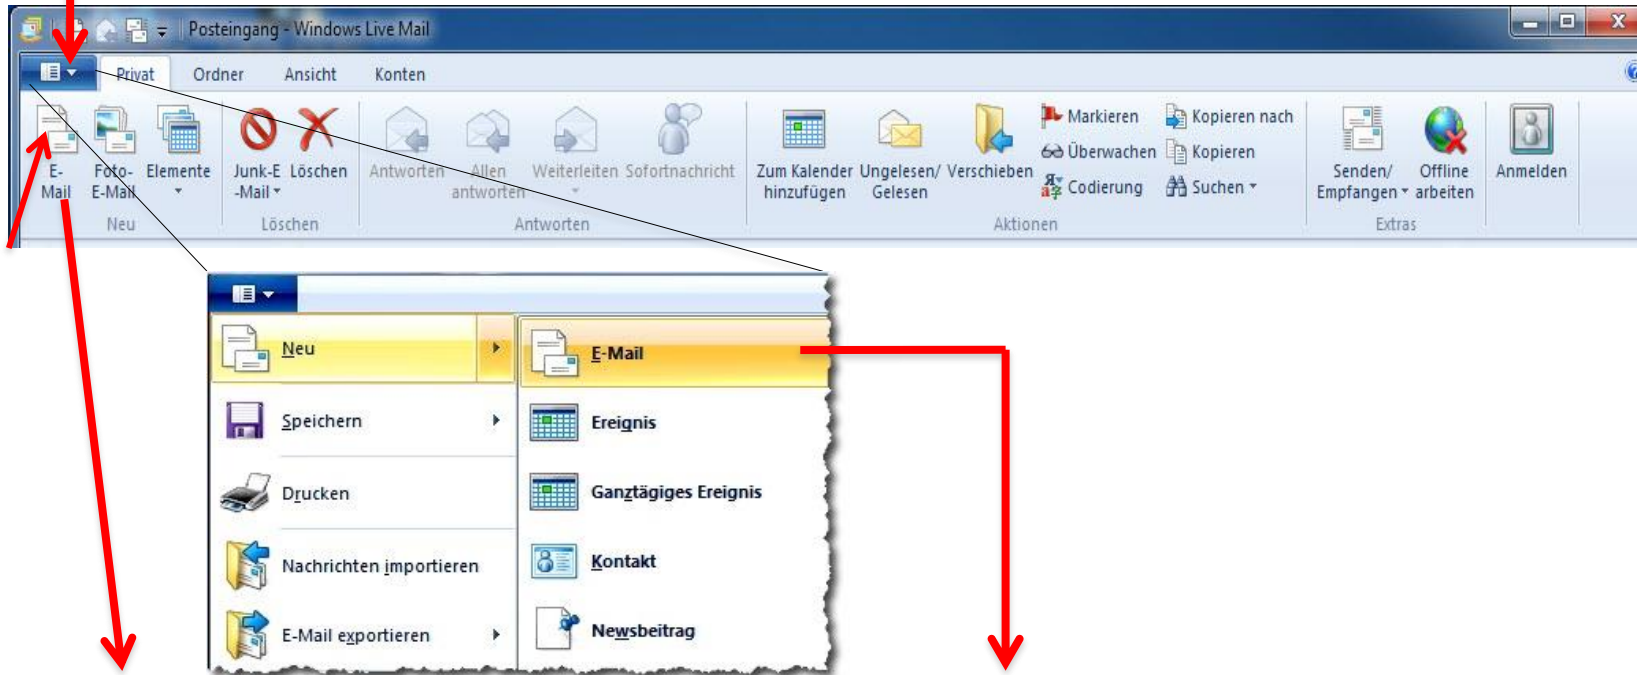 Posteingang - Windows Live Mail
Privat Ordner Ansicht Konten
E-Mail
Foto-E-Mail
Elemente
Neu
Junk-E-Mail
Löschen
Löschen
Antworten
Allen antworten
Weiterleiten
Sofortnachricht
Antworten
Zum Kalender hinzufügen
Ungelesen/Gelesen
Verschieben
Markieren
Überwachen
Codierung
Kopieren nach
Kopieren
Suchen
Aktionen
Senden/Empfangen
Offline arbeiten
Extras
Anmelden
Neu
Speichern
Drucken
Nachrichten importieren
E-Mail exportieren
E-Mail
Ereignis
Ganztägiges Ereignis
Kontakt
Newsbeitrag